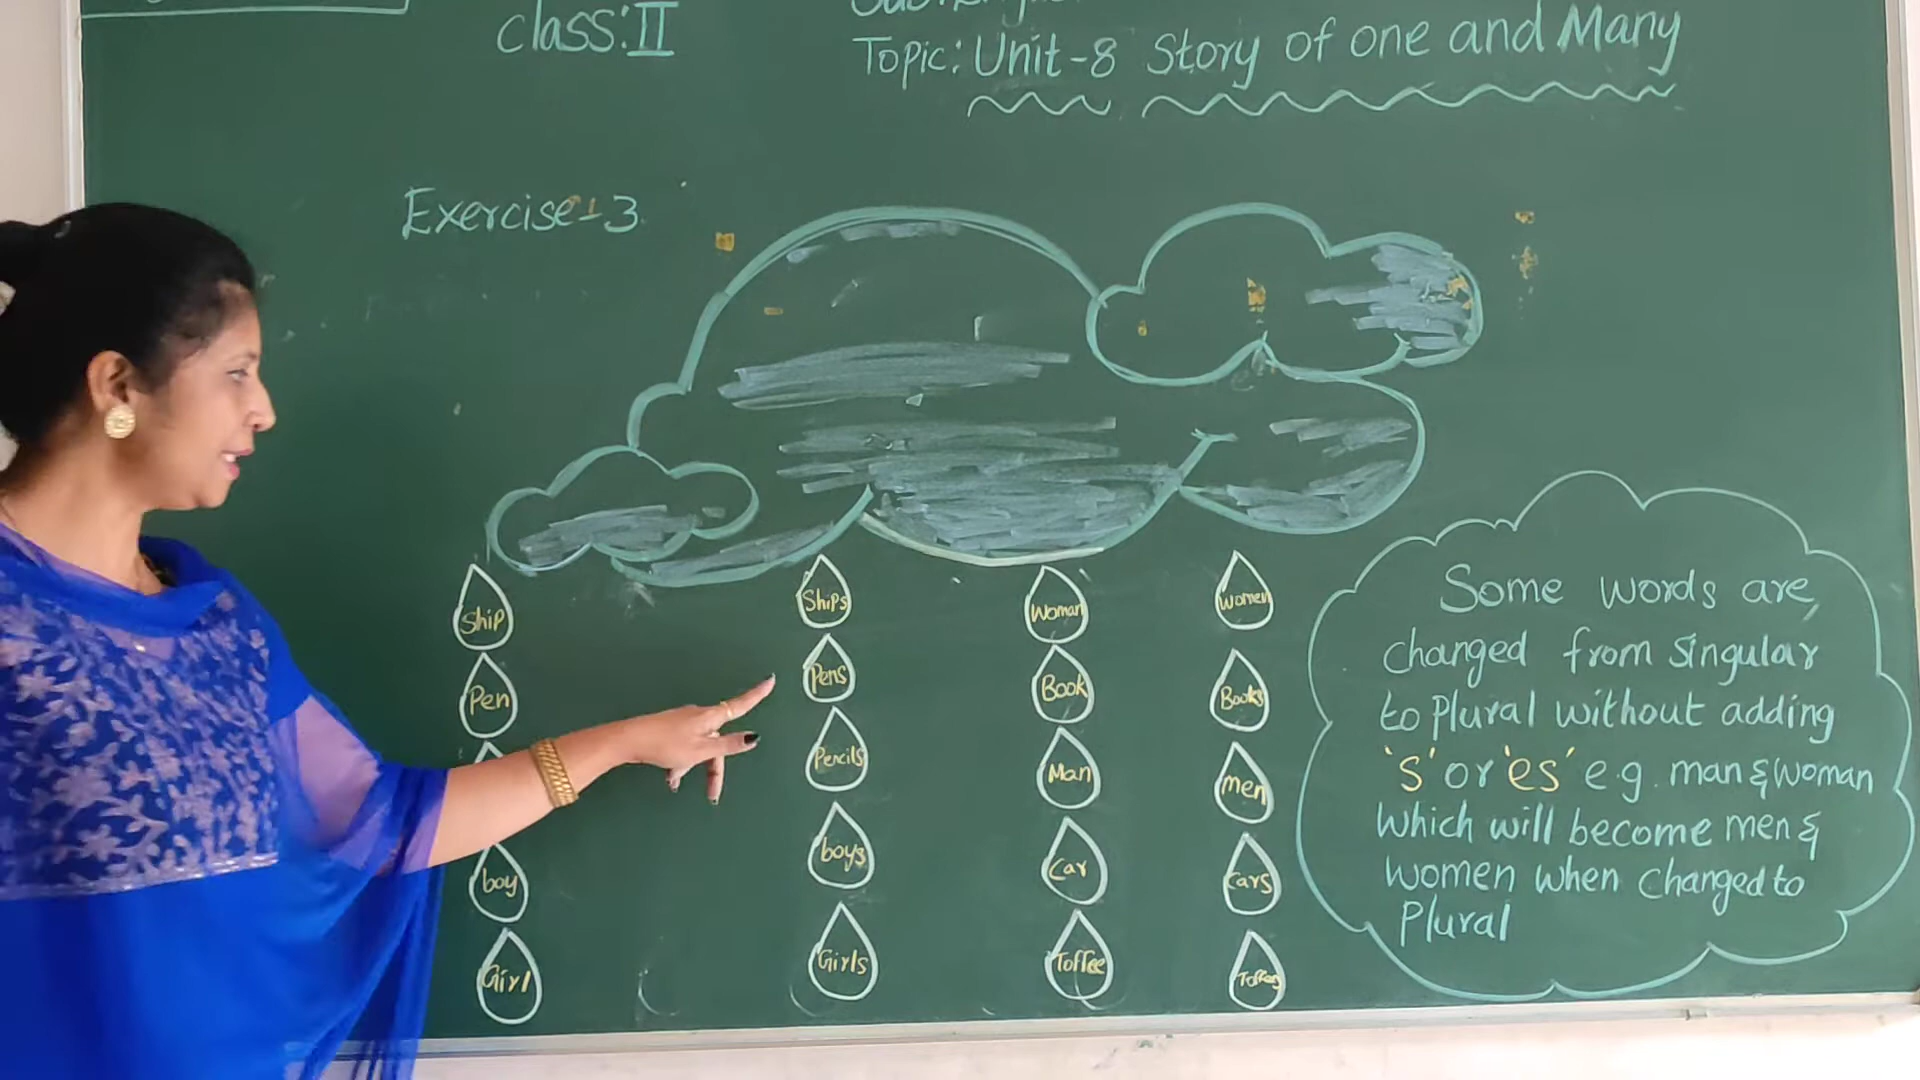 class: II
Topic: Unit-8 Story of one and Many
Exercise-3
Ship Ships Woman Women
Pen Pens Book Books
Pencils Man men
boy boys Car Cars
Girl Girls Toffee
Some words are,
changed from singular
to Plural without adding
's' or 'es' e.g. man & woman
which will become men &
women when changed to
Plural